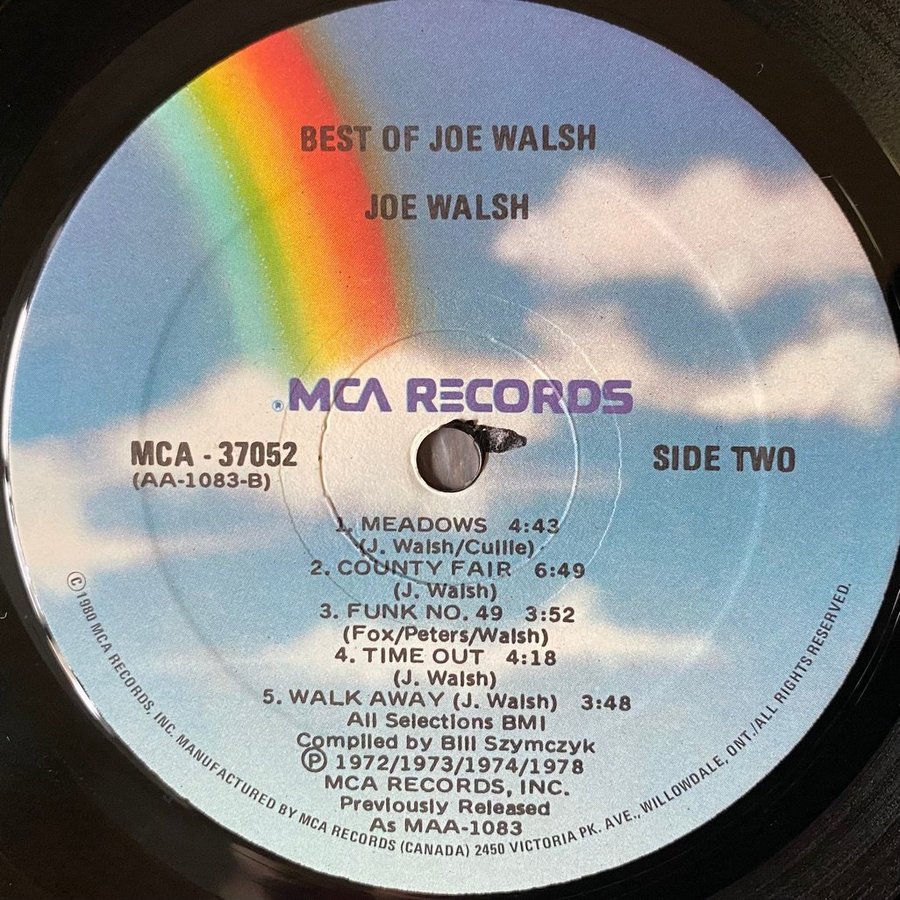 BEST OF JOE WALSH
JOE WALSH
®MCA RECORDS
MCA - 37052
(AA-1083-B)
SIDE TWO
1. MEADOWS 4:43
(J. Walsh/Cullie)
2. COUNTY FAIR 6:49
(J. Walsh)
3. FUNK NO. 49 3:52
(Fox/Peters/Walsh)
4. TIME OUT 4:18
(J. Walsh)
5. WALK AWAY (J. Walsh) 3:48
All Selections BMI
Compiled by Bill Szymczyk
Ⓟ 1972/1973/1974/1978
MCA RECORDS, INC.
Previously Released
As MAA-1083
©1980 MCA RECORDS, INC. MANUFACTURED BY MCA RECORDS (CANADA) 2450 VICTORIA PK. AVE., WILLOWDALE, ONT./ALL RIGHTS RESERVED.